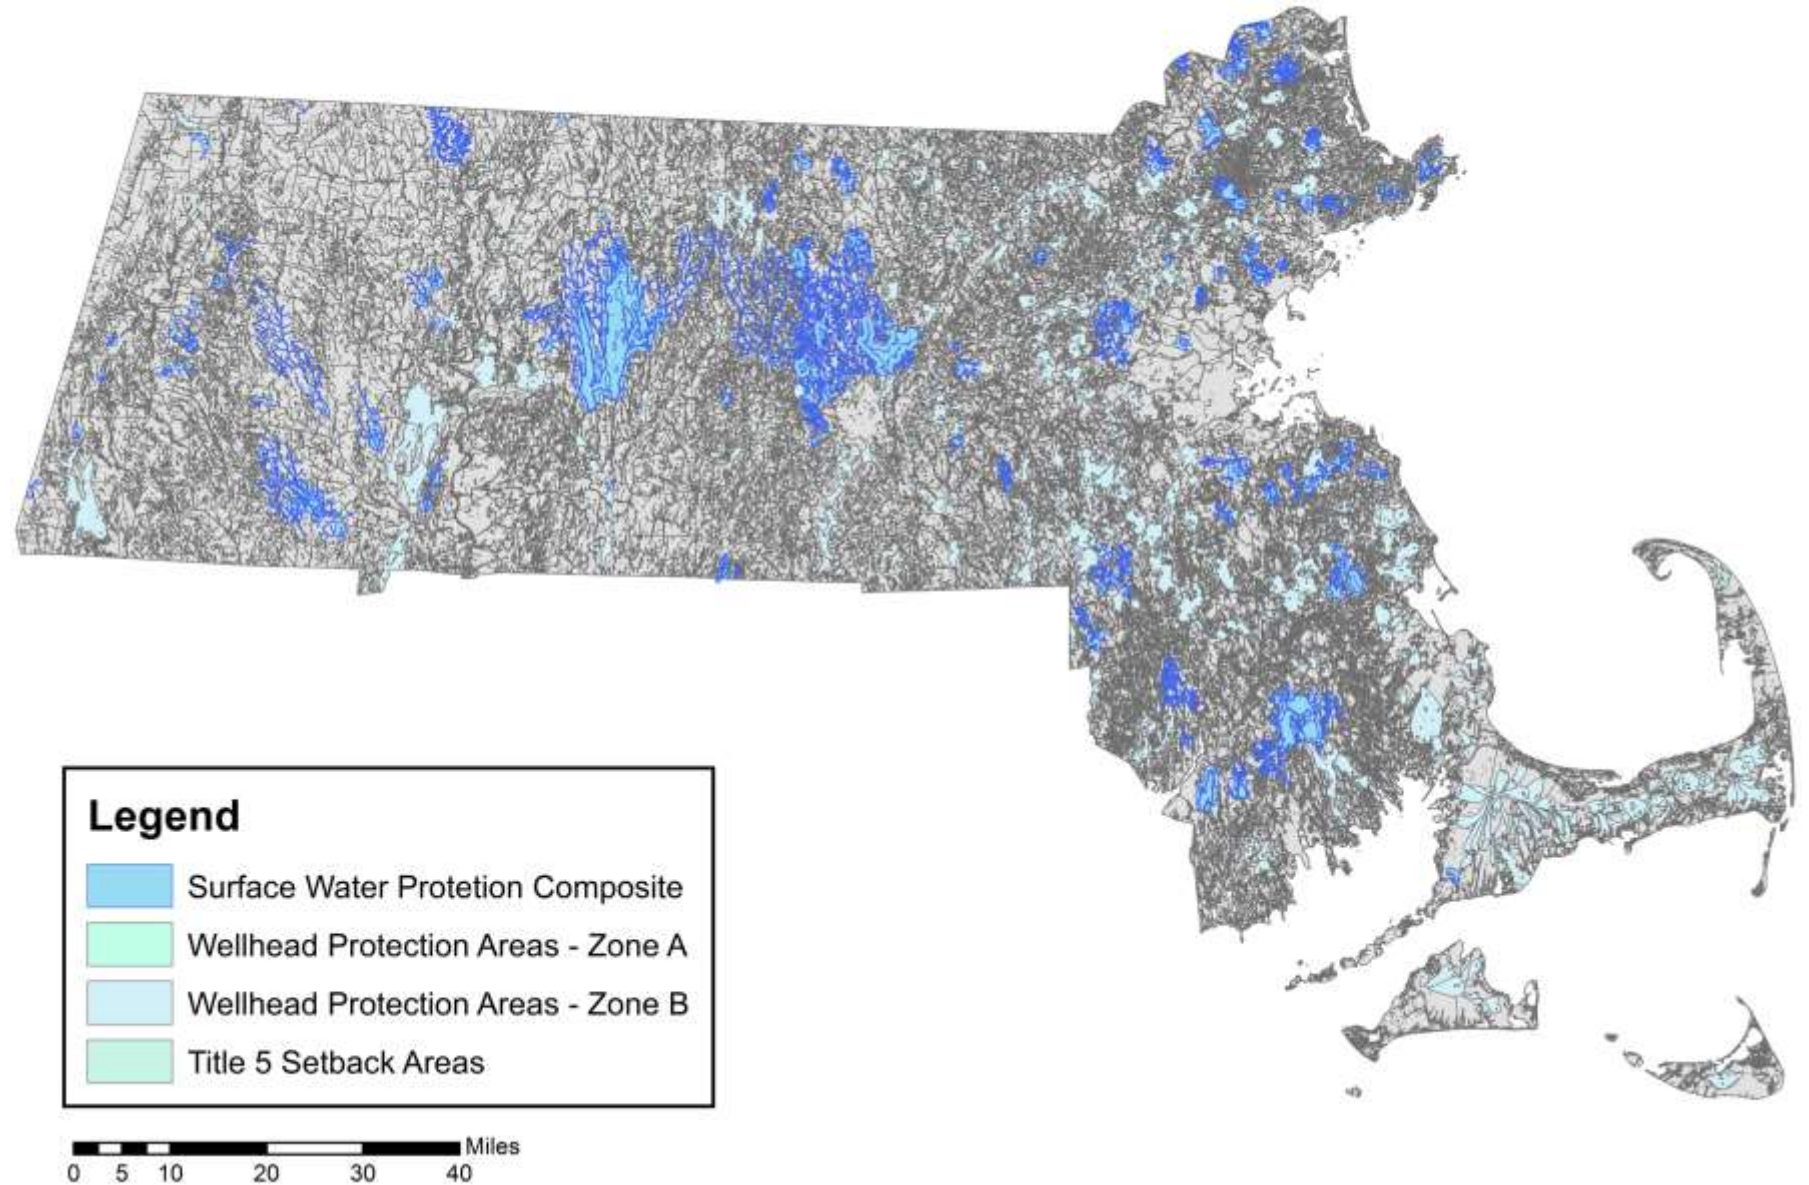 Legend
Surface Water Protetion Composite
Wellhead Protection Areas - Zone A
Wellhead Protection Areas - Zone B
Title 5 Setback Areas
Miles
0 5 10 20 30 40